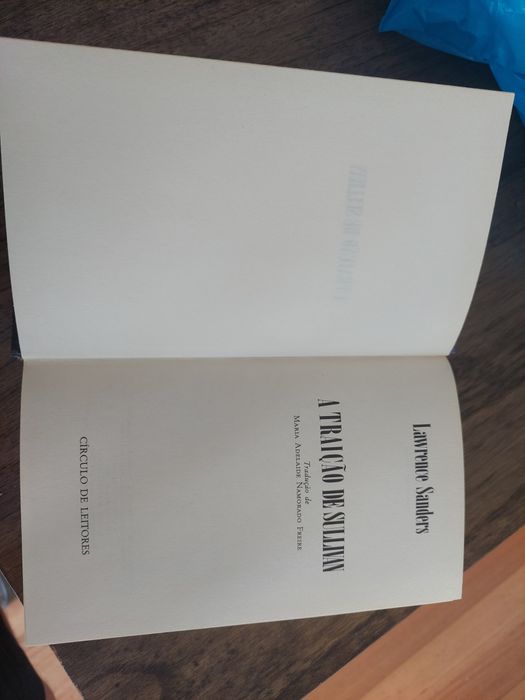 Lawrence Sanders
A TRAIÇÃO DE SULLIVAN
Tradução de
MARIA ADELAIDE NAMORADO FREIRE
CÍRCULO DE LEITORES